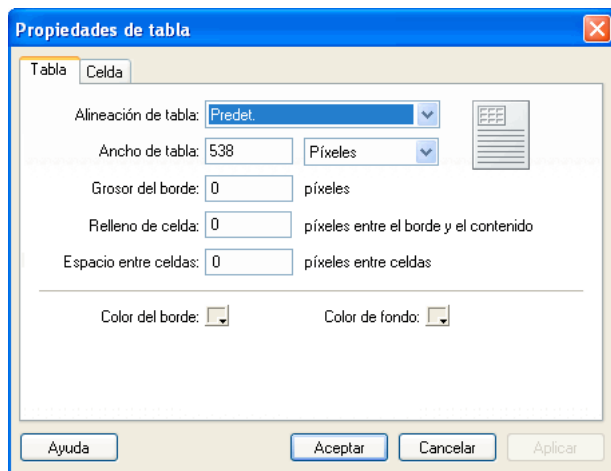 Propiedades de tabla
Tabla Celda
Alineación de tabla: Predet.
Ancho de tabla: 538 Píxeles
Grosor del borde: 0 píxeles
Relleno de celda: 0 píxeles entre el borde y el contenido
Espacio entre celdas: 0 píxeles entre celdas
Color del borde: Color de fondo:
Ayuda Aceptar Cancelar Aplicar